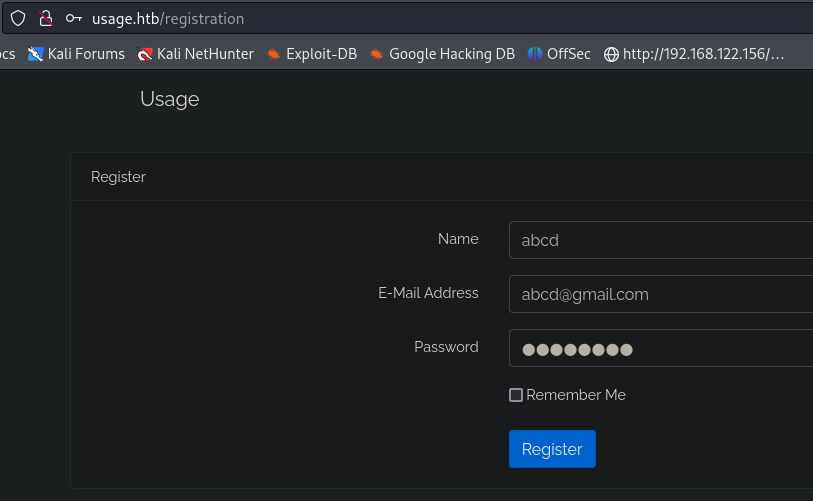 usage.htb/registration
ocs Kali Forums Kali NetHunter Exploit-DB Google Hacking DB OffSec http://192.168.122.156/…
Usage
Register
Name abcd
E-Mail Address abcd@gmail.com
Password ●●●●●●●●
Remember Me
Register